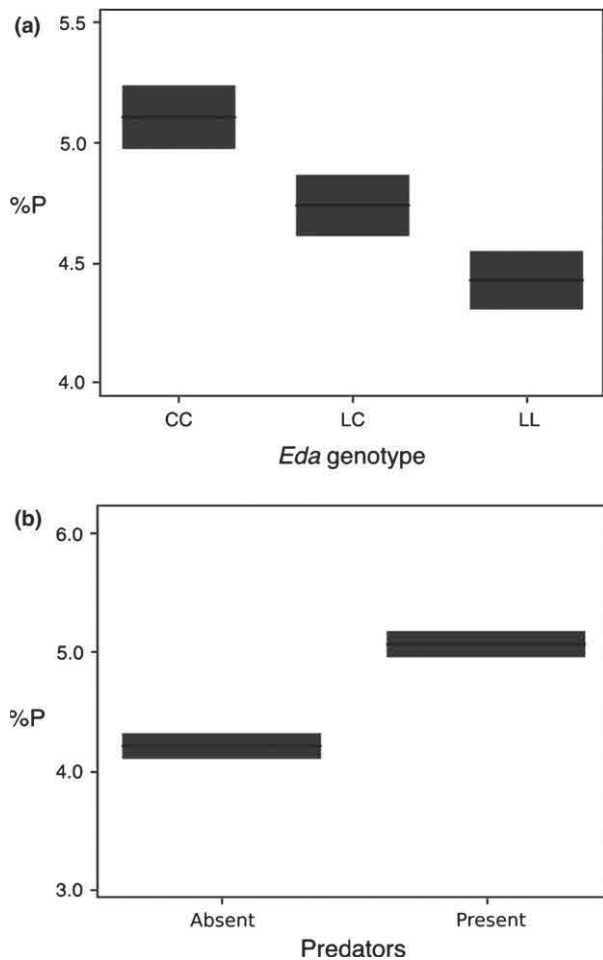 (a)
5.5
5.0
%P
4.5
4.0
CC LC LL
Eda genotype
(b)
6.0
5.0
%P
4.0
3.0
Absent Present
Predators